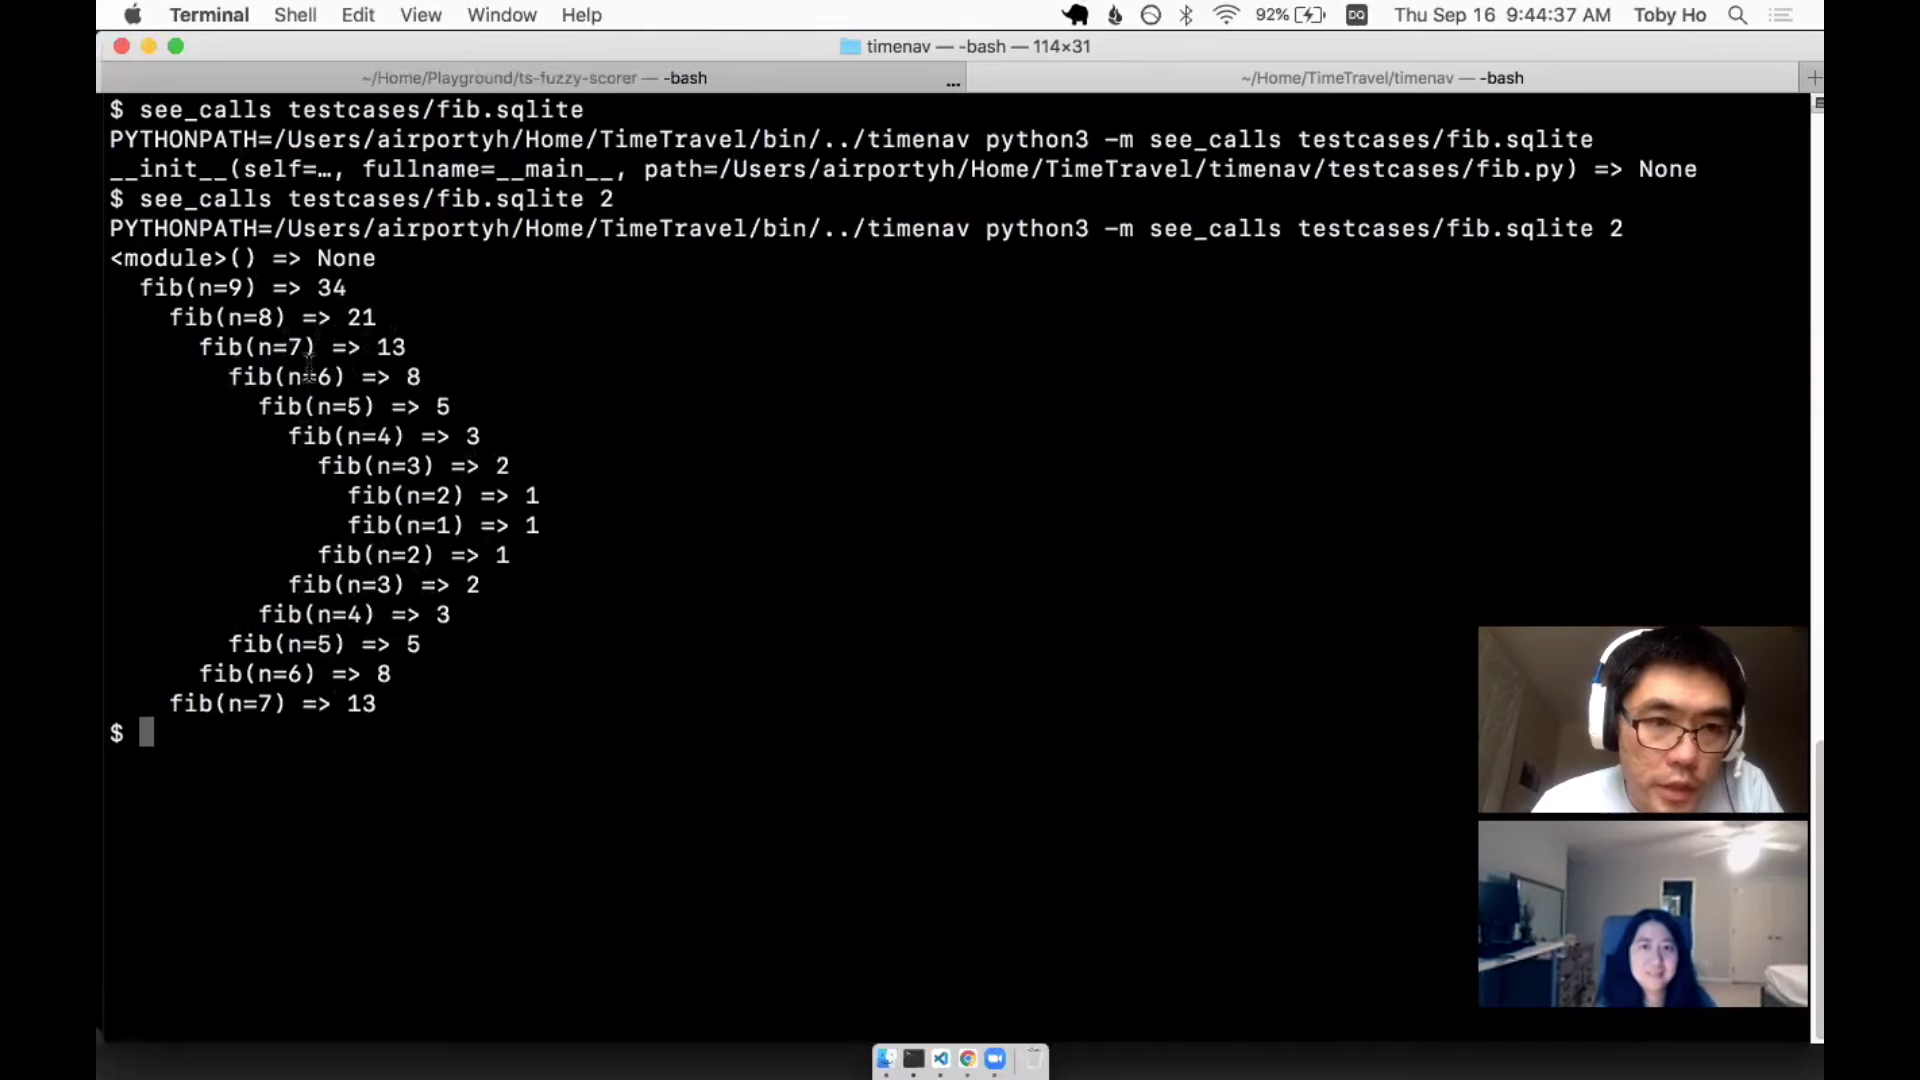 Terminal Shell Edit View Window Help 92% DQ Thu Sep 16 9:44:37 AM Toby Ho
timenav — -bash — 114×31
~/Home/Playground/ts-fuzzy-scorer — -bash ... ~/Home/TimeTravel/timenav — -bash +
$ see_calls testcases/fib.sqlite
PYTHONPATH=/Users/airportyh/Home/TimeTravel/bin/../timenav python3 -m see_calls testcases/fib.sqlite
__init__(self=…, fullname=__main__, path=/Users/airportyh/Home/TimeTravel/timenav/testcases/fib.py) => None
$ see_calls testcases/fib.sqlite 2
PYTHONPATH=/Users/airportyh/Home/TimeTravel/bin/../timenav python3 -m see_calls testcases/fib.sqlite 2
<module>() => None
fib(n=9) => 34
fib(n=8) => 21
fib(n=7) => 13
fib(n=6) => 8
fib(n=5) => 5
fib(n=4) => 3
fib(n=3) => 2
fib(n=2) => 1
fib(n=1) => 1
fib(n=2) => 1
fib(n=3) => 2
fib(n=4) => 3
fib(n=5) => 5
fib(n=6) => 8
fib(n=7) => 13
$